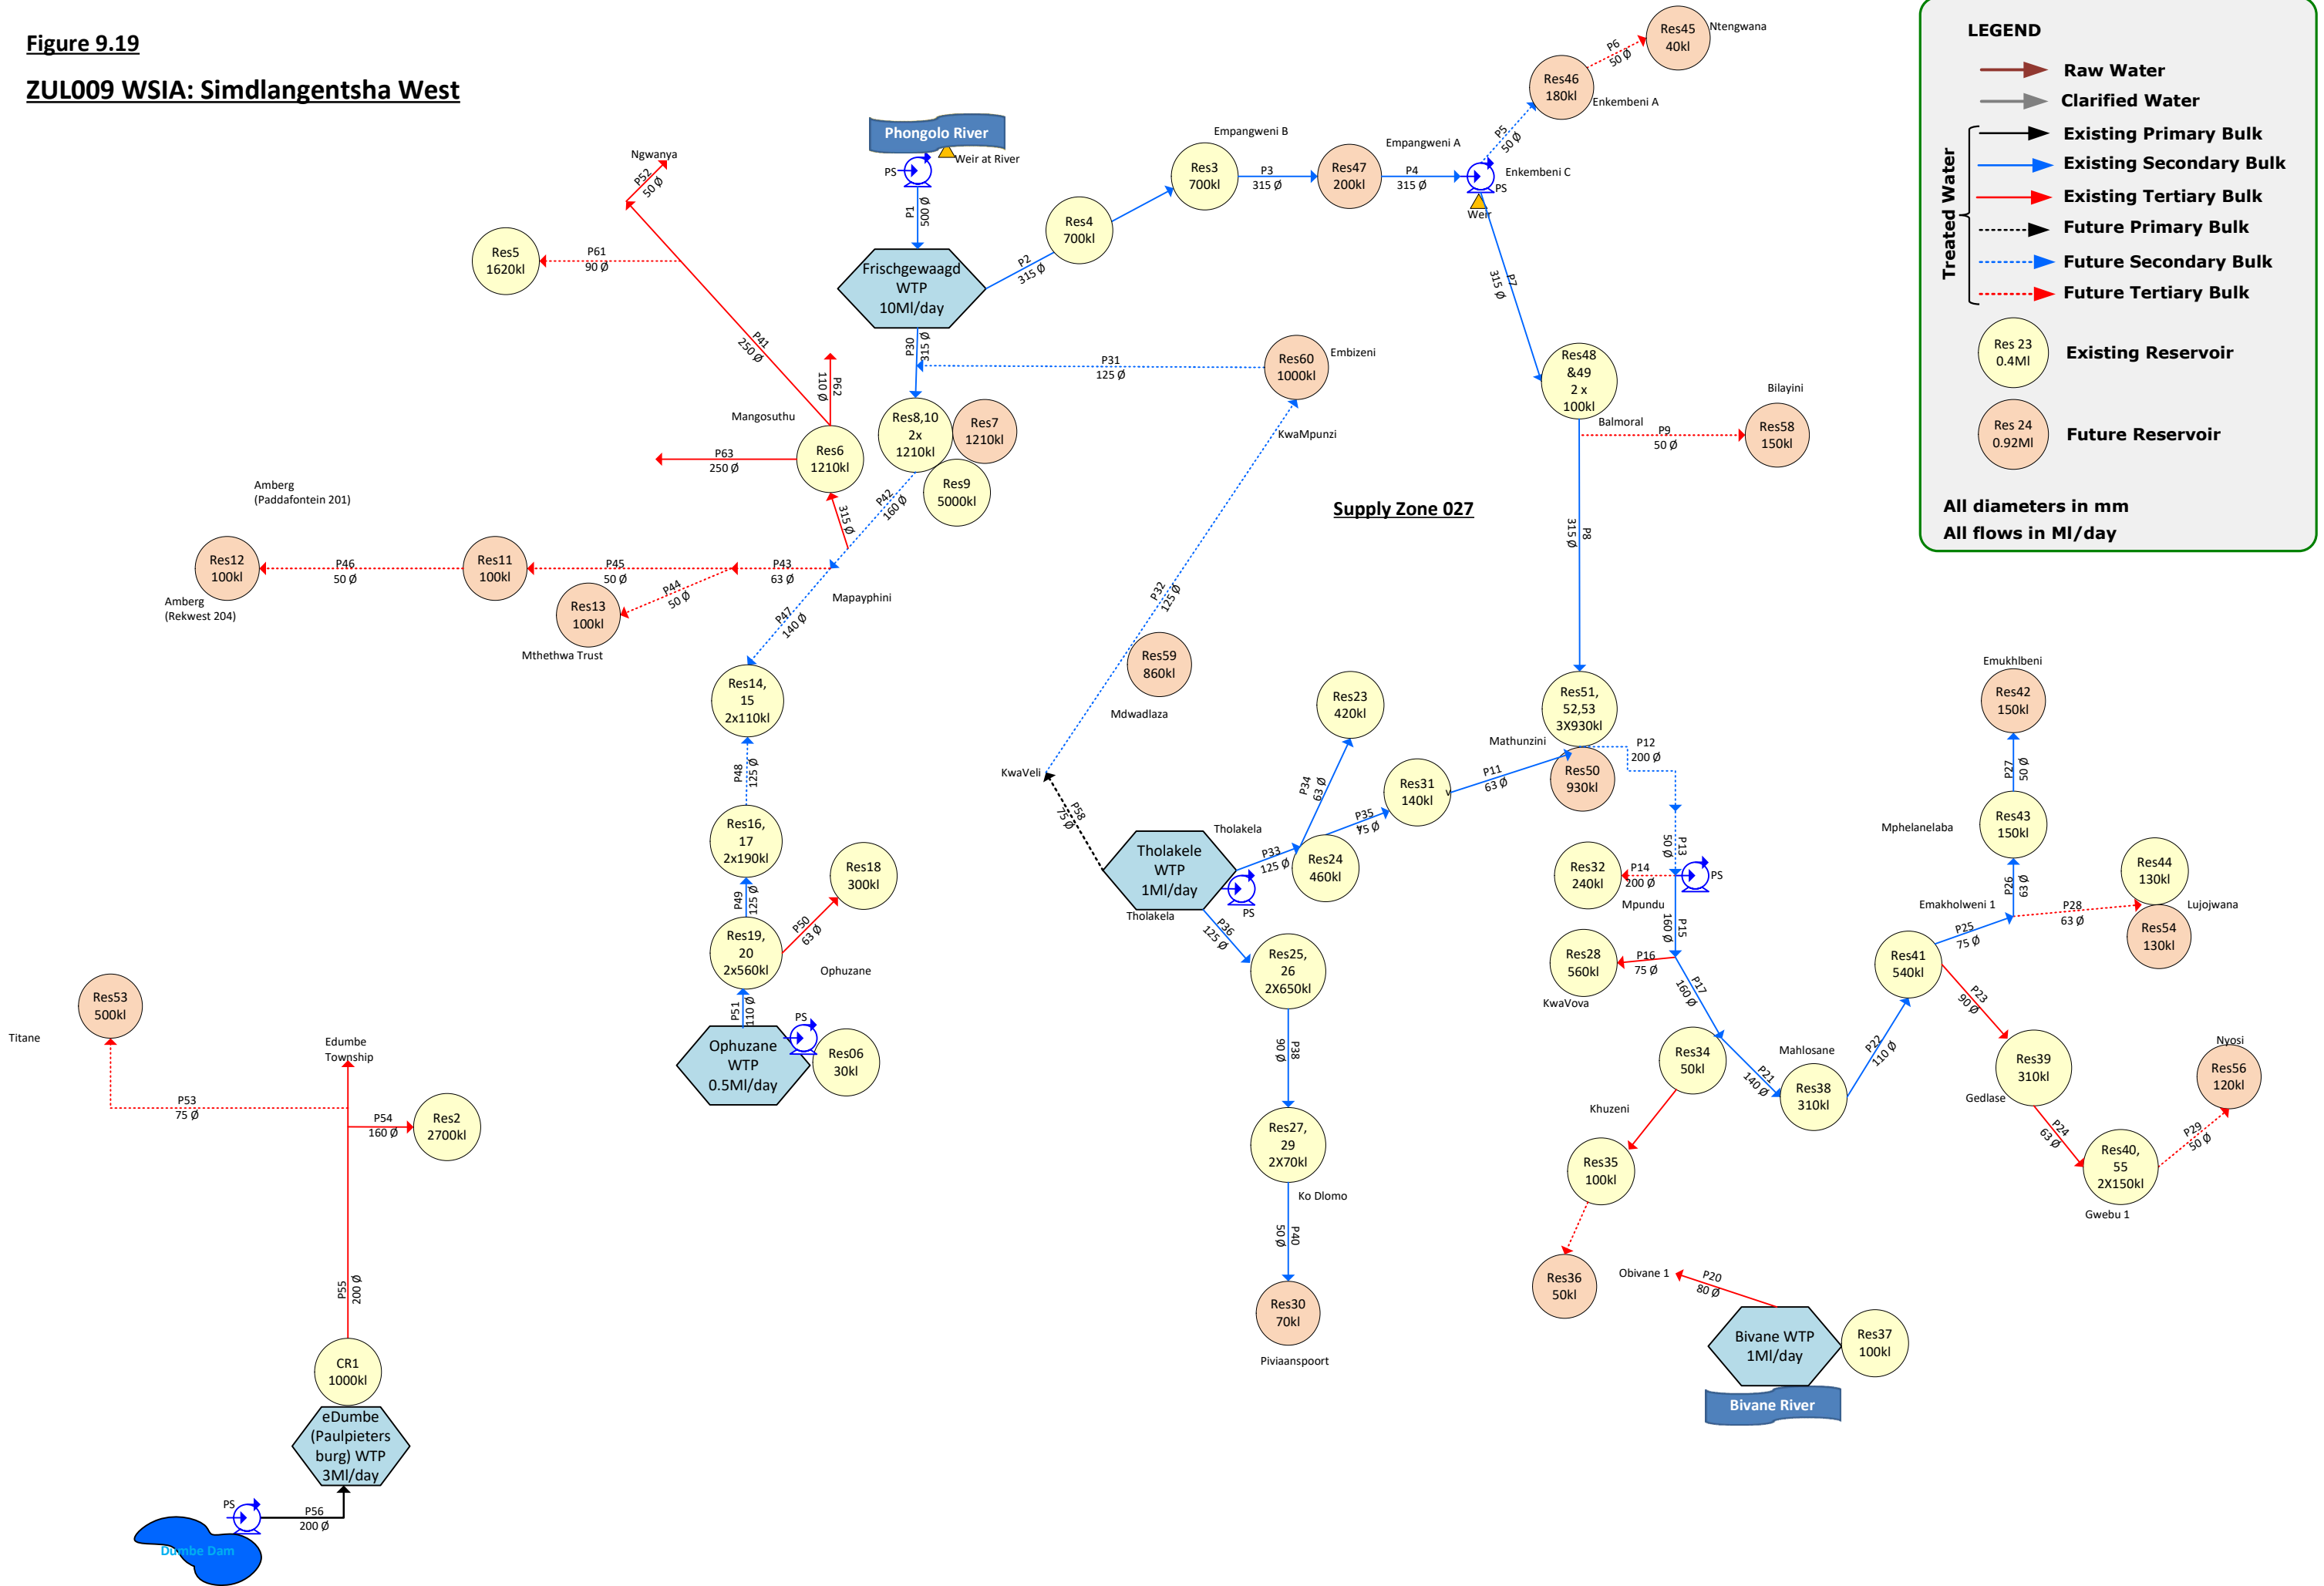 Figure 9.19
ZUL009 WSIA: Simdlangentsha West
LEGEND
Raw Water
Clarified Water
Treated Water
Existing Primary Bulk
Existing Secondary Bulk
Existing Tertiary Bulk
Future Primary Bulk
Future Secondary Bulk
Future Tertiary Bulk
Res 23
0.4Ml
Existing Reservoir
Res 24
0.92Ml
Future Reservoir
All diameters in mm
All flows in Ml/day
Phongolo River
Weir at River
PS
P1
500 Ø
Frischgewaagd
WTP
10Ml/day
P2
315 Ø
Res4
700kl
Res3
700kl
Empangweni B
P3
315 Ø
Res47
200kl
Empangweni A
P4
315 Ø
PS
Weir
Enkembeni C
P5
50 Ø
Res46
180kl
Enkembeni A
P6
50 Ø
Res45
40kl
Ntengwana
P7
315 Ø
Res48
&49
2 x
100kl
Balmoral
P9
50 Ø
Res58
150kl
Bilayini
P8
315 Ø
Ngwanya
P52
50 Ø
Res5
1620kl
P61
90 Ø
P41
250 Ø
P62
110 Ø
Mangosuthu
Res6
1210kl
P63
250 Ø
315 Ø
P30
315 Ø
P31
125 Ø
Res60
1000kl
Embizeni
KwaMpunzi
Res8,10
2x
1210kl
Res7
1210kl
Res9
5000kl
P42
160 Ø
Supply Zone 027
Amberg
(Paddafontein 201)
Res12
100kl
Amberg
(Rekwest 204)
P46
50 Ø
Res11
100kl
P45
50 Ø
P44
50 Ø
P43
63 Ø
Res13
100kl
Mthethwa Trust
Mapayphini
P47
140 Ø
Res14,
15
2x110kl
P48
125 Ø
Res16,
17
2x190kl
P49
125 Ø
Res18
300kl
P50
63 Ø
Res19,
20
2x560kl
Ophuzane
P51
110 Ø
PS
Ophuzane
WTP
0.5Ml/day
Res06
30kl
P32
125 Ø
Res59
860kl
Mdwadlaza
KwaVeli
P58
75 Ø
Tholakele
WTP
1Ml/day
Tholakela
Tholakela
PS
P33
125 Ø
Res24
460kl
P34
63 Ø
Res23
420kl
P35
75 Ø
Res31
140kl
v
P11
63 Ø
Mathunzini
Res51,
52,53
3X930kl
Res50
930kl
P12
200 Ø
P13
50 Ø
PS
Res32
240kl
P14
200 Ø
Mpundu
P15
160 Ø
Res28
560kl
P16
75 Ø
KwaVova
P17
160 Ø
Res34
50kl
Khuzeni
Res35
100kl
Res36
50kl
P21
140 Ø
Mahlosane
Res38
310kl
P22
110 Ø
Res41
540kl
P25
75 Ø
Emakholweni 1
P26
63 Ø
Res43
150kl
Mphelanelaba
P27
50 Ø
Res42
150kl
Emukhlbeni
P28
63 Ø
Res44
130kl
Res54
130kl
Lujojwana
P23
90 Ø
Res39
310kl
Gedlase
P24
63 Ø
Res40,
55
2X150kl
Gwebu 1
P29
50 Ø
Nyosi
Res56
120kl
P36
125 Ø
Res25,
26
2X650kl
P38
90 Ø
Res27,
29
2X70kl
Ko Dlomo
P40
50 Ø
Res30
70kl
Piviaanspoort
Obivane 1
P20
80 Ø
Bivane WTP
1Ml/day
Res37
100kl
Bivane River
Titane
Res53
500kl
P53
75 Ø
Edumbe
Township
P54
160 Ø
Res2
2700kl
P55
200 Ø
CR1
1000kl
eDumbe
(Paulpieters
burg) WTP
3Ml/day
PS
P56
200 Ø
Dumbe Dam